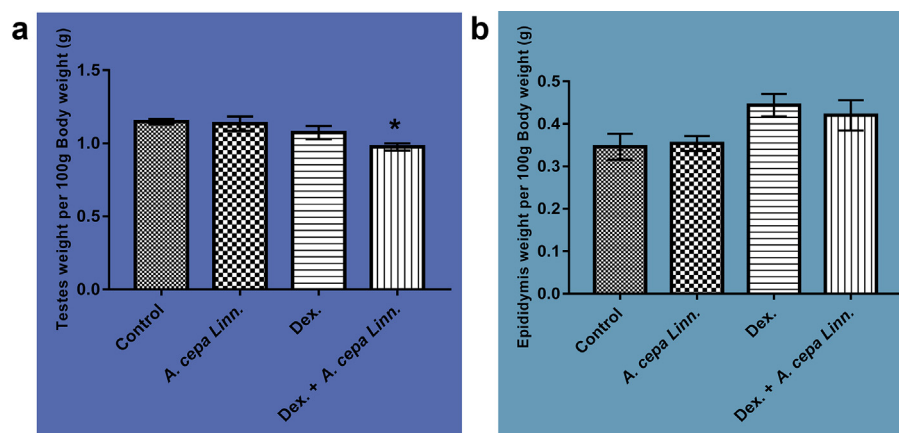 a
Testes weight per 100g Body weight (g)
1.5
1.0
0.5
0.0
*
Control
A. cepa Linn.
Dex.
Dex. + A. cepa Linn.
b
Epididymis weight per 100g Body weight (g)
0.5
0.4
0.3
0.2
0.1
0.0
Control
A. cepa Linn.
Dex.
Dex. + A. cepa Linn.